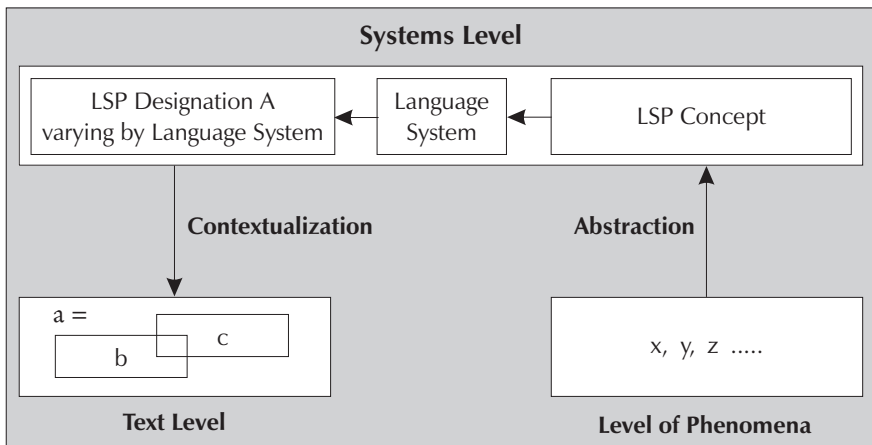 Systems Level
LSP Designation A
varying by Language System
Language
System
LSP Concept
Contextualization
Abstraction
a =
b
c
x, y, z .....
Text Level
Level of Phenomena